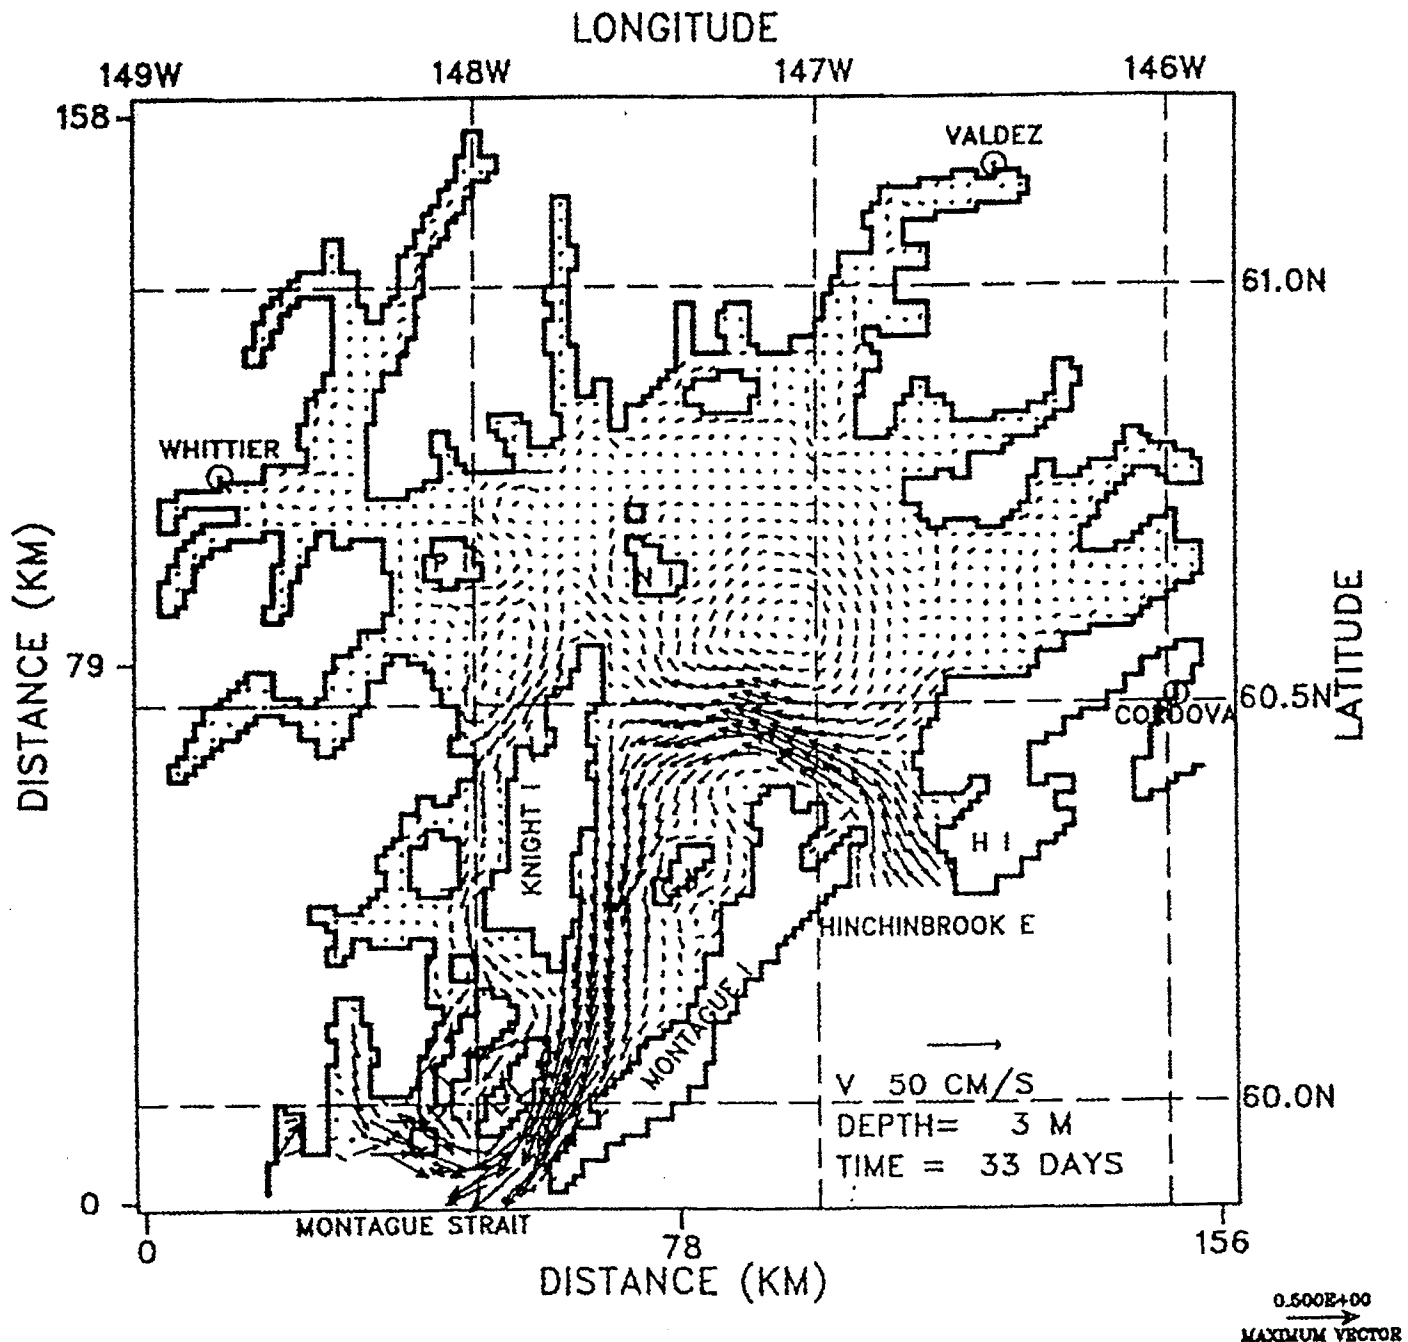 LONGITUDE
149W 148W 147W 146W
158
VALDEZ
61.0N
WHITTIER
P
N I
DISTANCE (KM)
LATITUDE
79
60.5N
CORDOVA
KNIGHT I
H I
HINCHINBROOK E
MONTAGUE I
V 50 CM/S
60.0N
DEPTH= 3 M
TIME = 33 DAYS
0
MONTAGUE STRAIT
0 78 156
DISTANCE (KM)
0.500E+00
MAXIMUM VECTOR